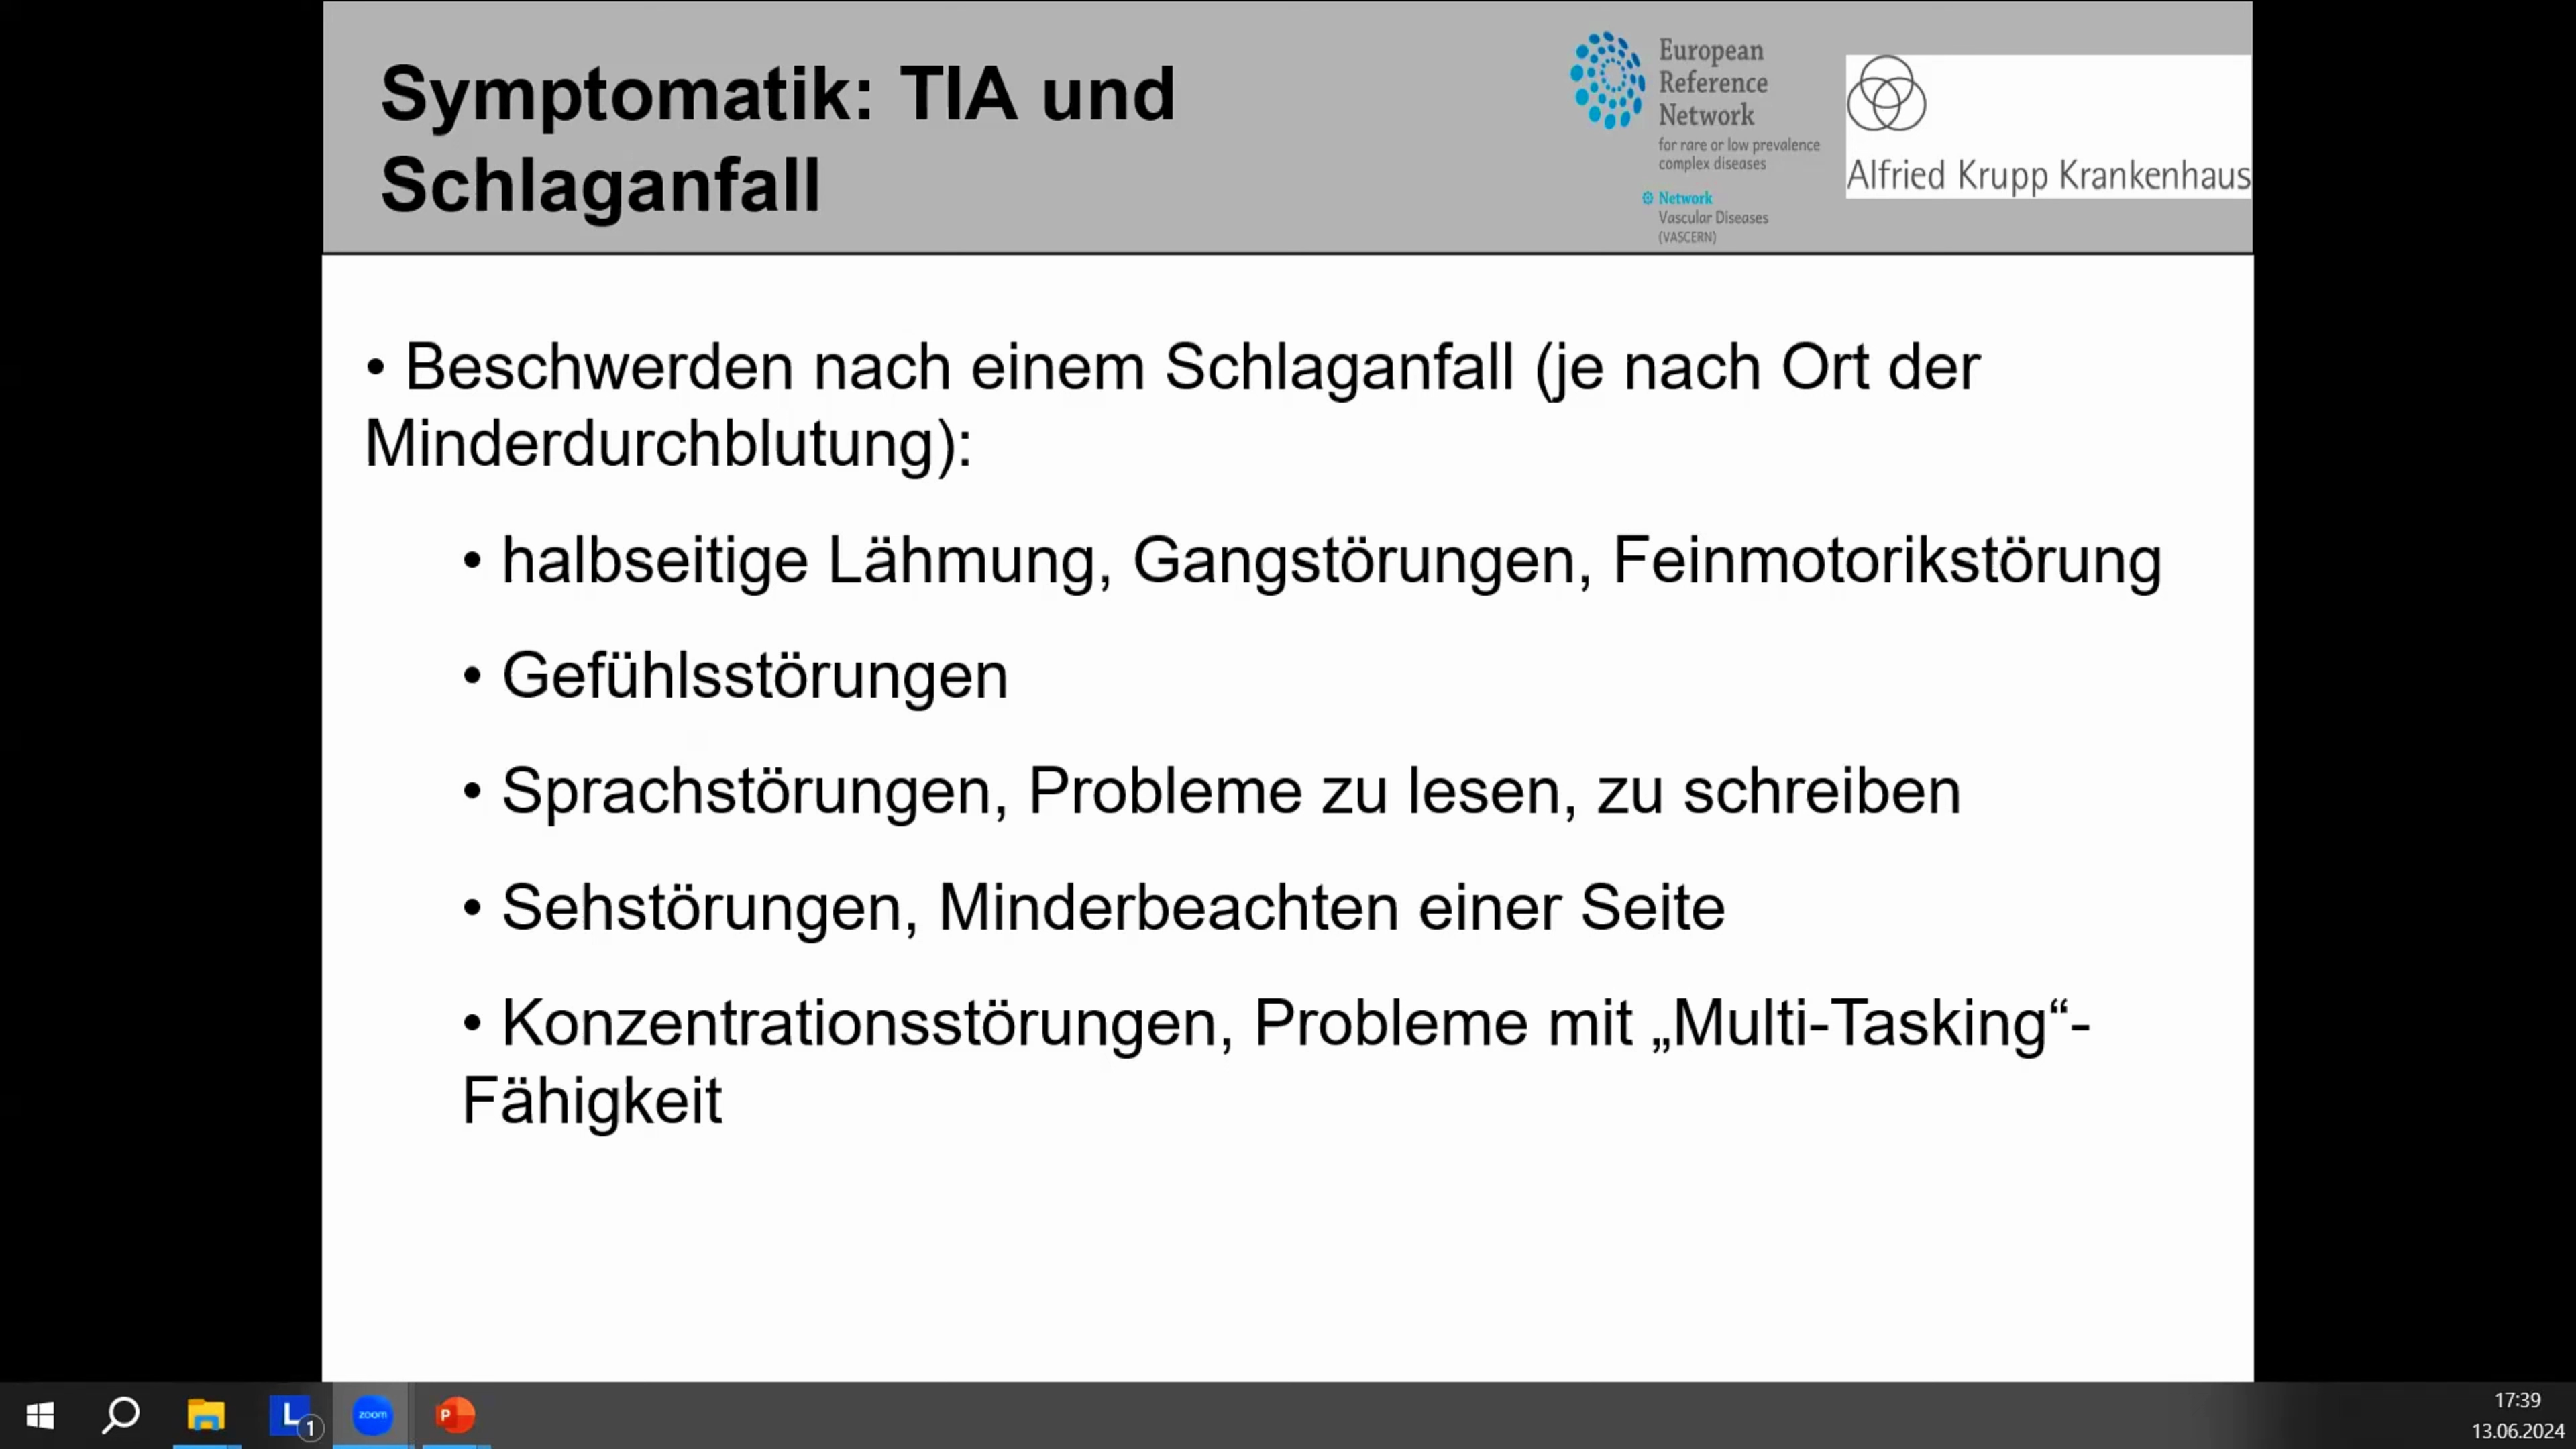 Symptomatik: TIA und
Schlaganfall
European
Reference
Network
for rare or low prevalence
complex diseases
Network
Vascular Diseases
(VASCERN)
Alfried Krupp Krankenhaus
• Beschwerden nach einem Schlaganfall (je nach Ort der
Minderdurchblutung):
• halbseitige Lähmung, Gangstörungen, Feinmotorikstörung
• Gefühlsstörungen
• Sprachstörungen, Probleme zu lesen, zu schreiben
• Sehstörungen, Minderbeachten einer Seite
• Konzentrationsstörungen, Probleme mit „Multi-Tasking“-
Fähigkeit
L
1
zoom
P
17:39
13.06.2024